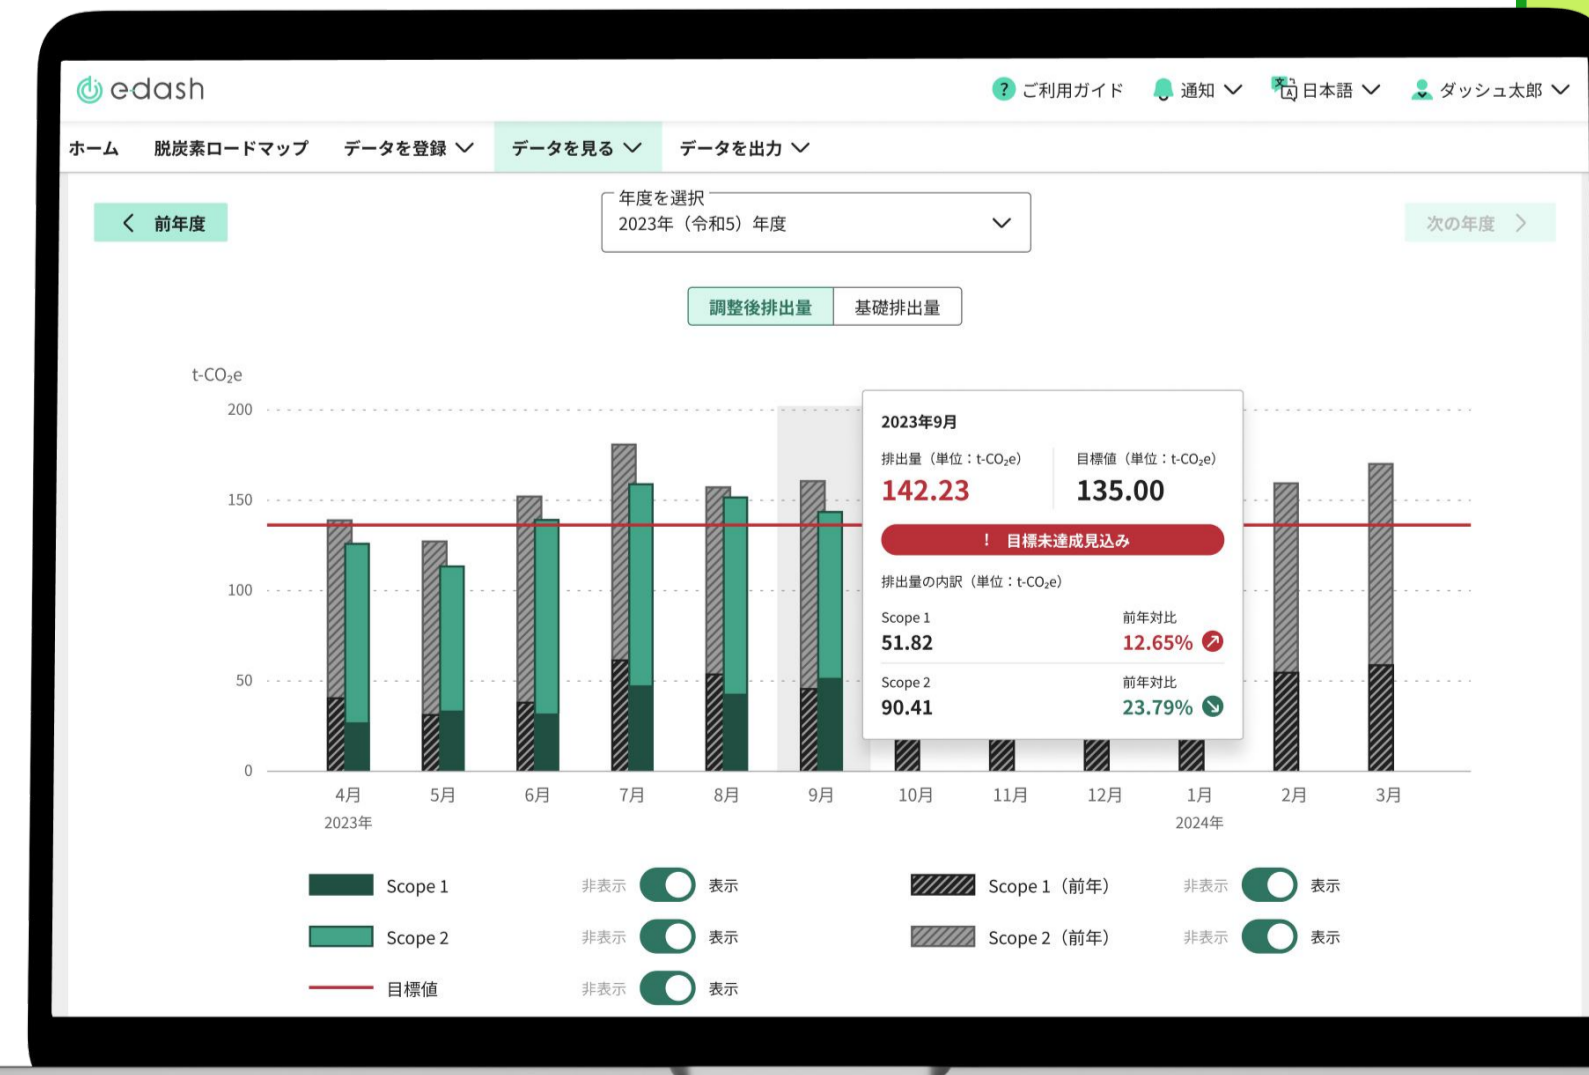 edash
ご利用ガイド 通知 日本語 ダッシュ太郎
ホーム 脱炭素ロードマップ データを登録 データを見る データを出力
前年度
年度を選択
2023年（令和5）年度
次の年度
調整後排出量 基礎排出量
t-CO₂e
200
150
100
50
0
2023年9月
排出量（単位：t-CO₂e） 目標値（単位：t-CO₂e）
142.23 135.00
! 目標未達成見込み
排出量の内訳（単位：t-CO₂e）
Scope 1 前年対比
51.82 12.65%
Scope 2 前年対比
90.41 23.79%
4月 5月 6月 7月 8月 9月 10月 11月 12月 1月 2月 3月
2023年 2024年
Scope 1 非表示 表示 Scope 1（前年） 非表示 表示
Scope 2 非表示 表示 Scope 2（前年） 非表示 表示
目標値 非表示 表示